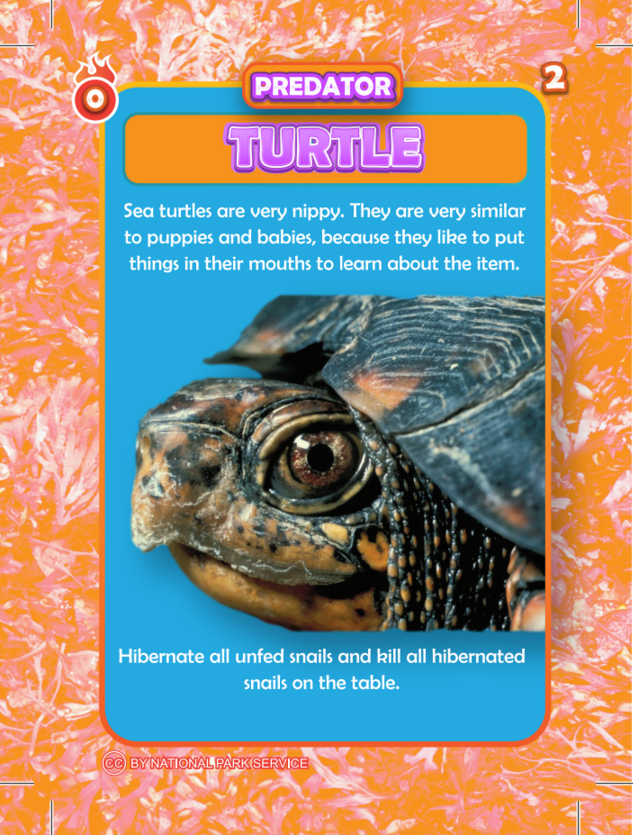 0
PREDATOR
2
TURTLE
Sea turtles are very nippy. They are very similar
to puppies and babies, because they like to put
things in their mouths to learn about the item.
Hibernate all unfed snails and kill all hibernated
snails on the table.
CC BY NATIONAL PARK SERVICE